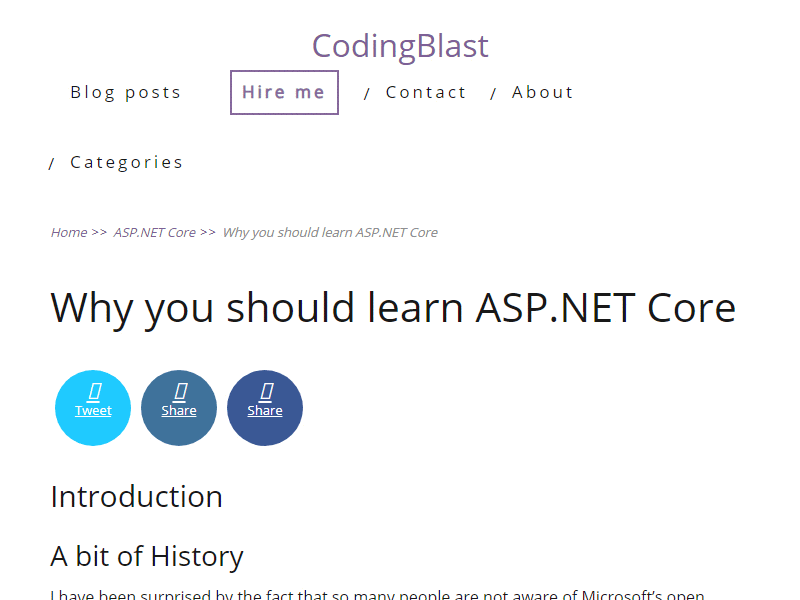 CodingBlast
Blog posts Hire me / Contact / About
/ Categories
Home >> ASP.NET Core >> Why you should learn ASP.NET Core
Why you should learn ASP.NET Core
Tweet Share Share
Introduction
A bit of History
I have been surprised by the fact that so many people are not aware of Microsoft's open